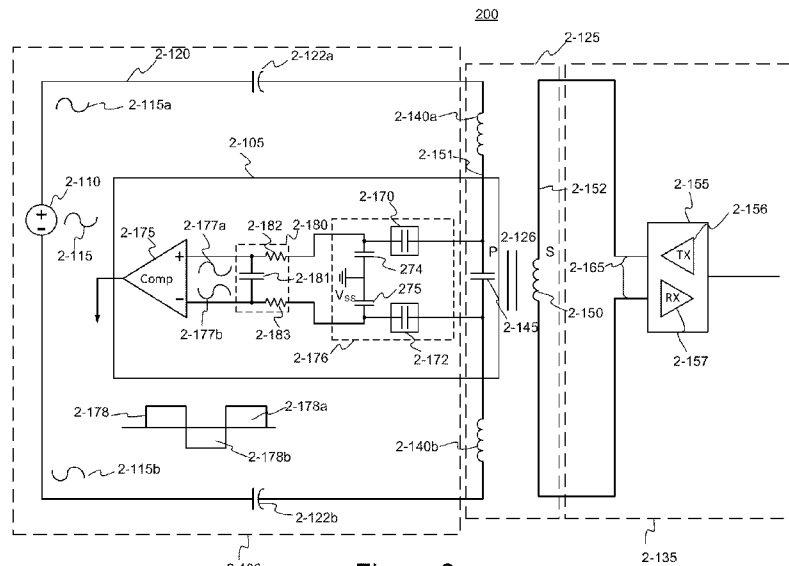 200
2-125
2-120
2-122a
2-115a
2-140a
2-105
2-151
2-110
+
−
2-115
2-175
2-177a
2-182
2-180
2-170
2-126
2-152
2-155
2-156
Comp
+
−
2-181
274
VSS
275
P
S
TX
2-165
RX
2-150
2-145
2-177b
2-183
2-176
2-172
2-157
2-178
2-178a
2-178b
2-140b
2-115b
2-122b
2-135